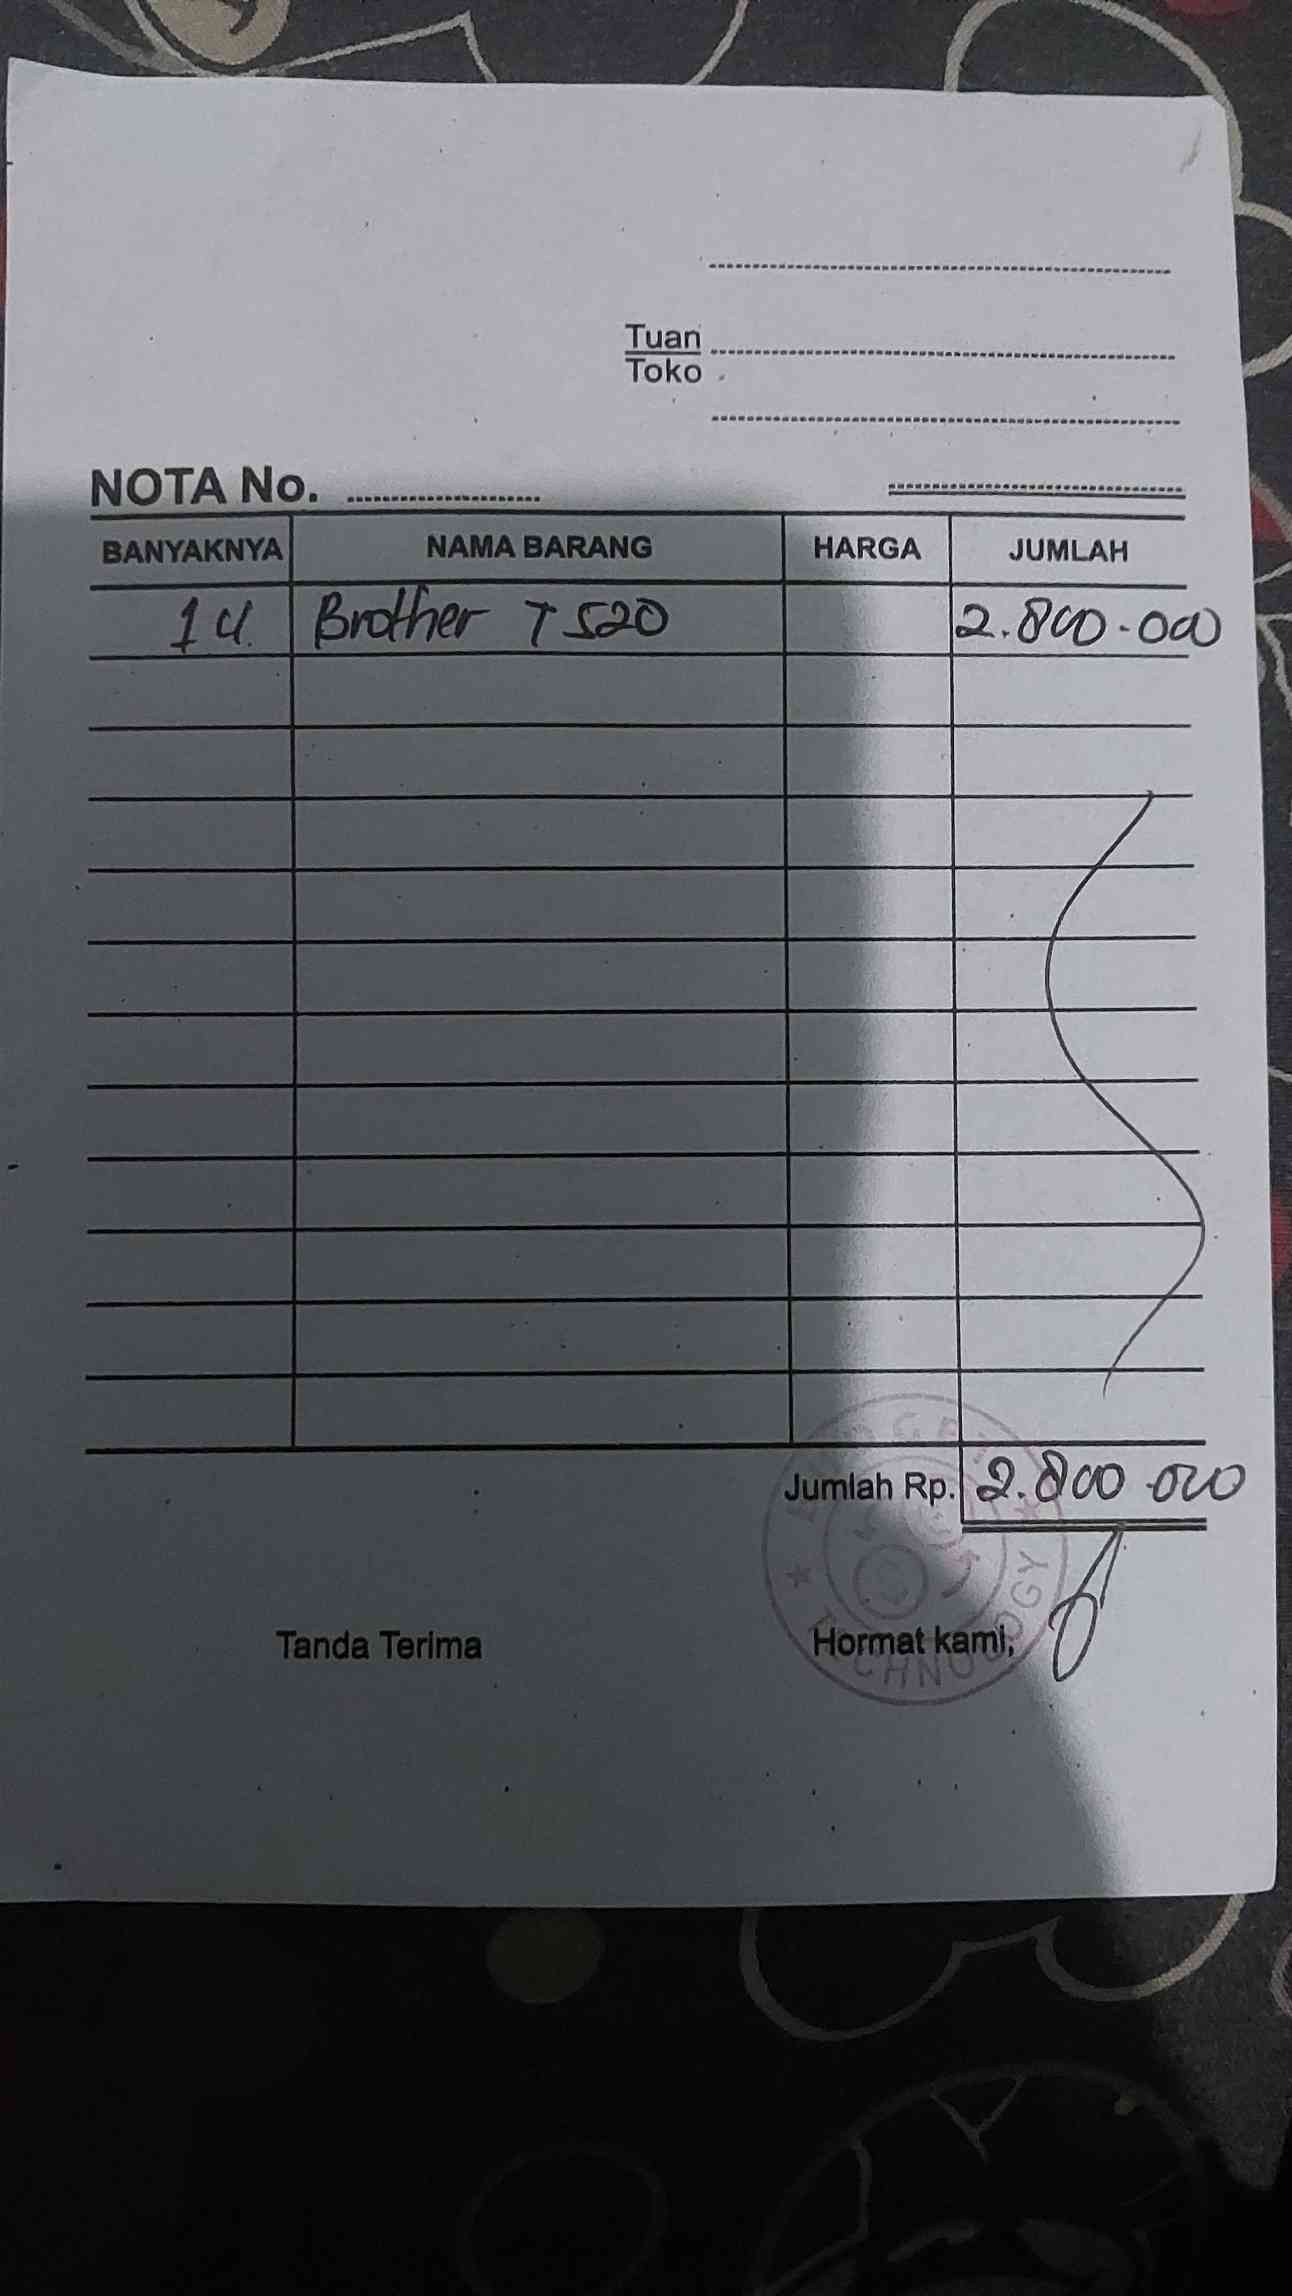 Tuan
Toko
NOTA No.
BANYAKNYA NAMA BARANG HARGA JUMLAH
1 U. Brother T 520 2.800.000
Jumlah Rp. 2.800.000
Tanda Terima Hormat kami,